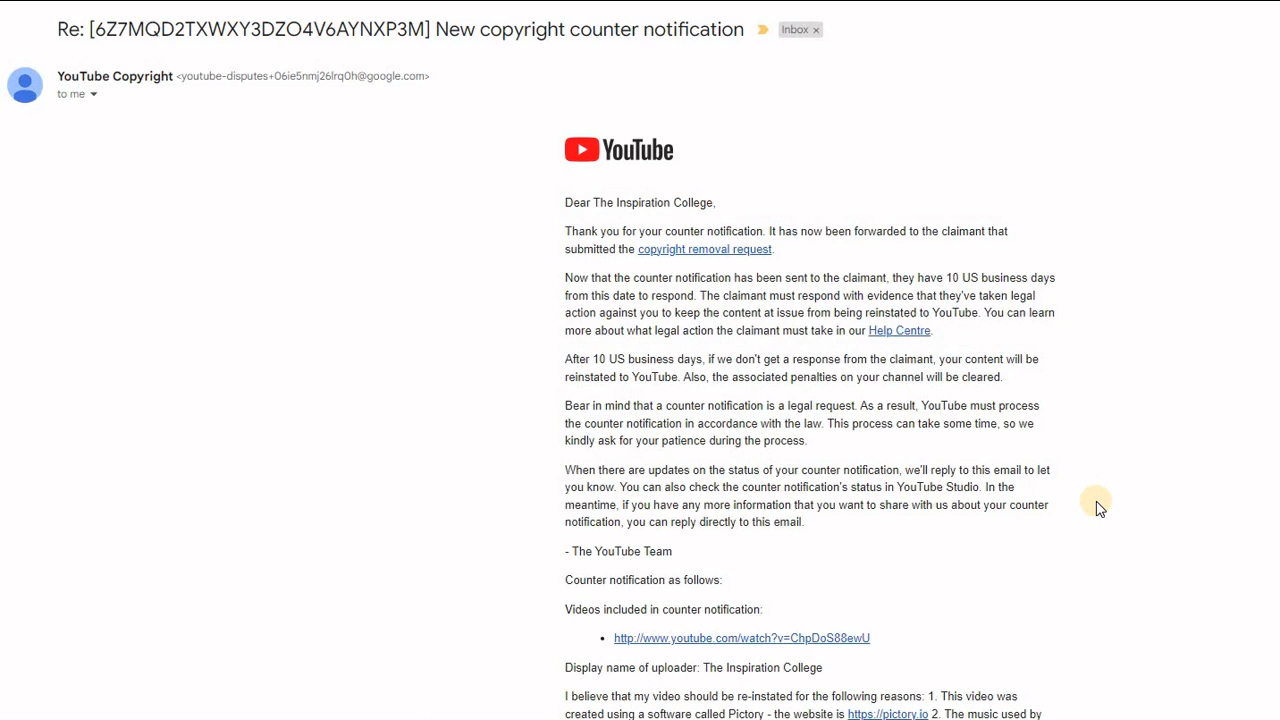 Re: [6Z7MQD2TXWXY3DZO4V6AYNXP3M] New copyright counter notification Inbox ×
YouTube Copyright <youtube-disputes+06ie5nmj26lrq0h@google.com>
to me
YouTube
Dear The Inspiration College,
Thank you for your counter notification. It has now been forwarded to the claimant that
submitted the copyright removal request.
Now that the counter notification has been sent to the claimant, they have 10 US business days
from this date to respond. The claimant must respond with evidence that they've taken legal
action against you to keep the content at issue from being reinstated to YouTube. You can learn
more about what legal action the claimant must take in our Help Centre.
After 10 US business days, if we don't get a response from the claimant, your content will be
reinstated to YouTube. Also, the associated penalties on your channel will be cleared.
Bear in mind that a counter notification is a legal request. As a result, YouTube must process
the counter notification in accordance with the law. This process can take some time, so we
kindly ask for your patience during the process.
When there are updates on the status of your counter notification, we'll reply to this email to let
you know. You can also check the counter notification's status in YouTube Studio. In the
meantime, if you have any more information that you want to share with us about your counter
notification, you can reply directly to this email.
- The YouTube Team
Counter notification as follows:
Videos included in counter notification:
• http://www.youtube.com/watch?v=ChpDoS88ewU
Display name of uploader: The Inspiration College
I believe that my video should be re-instated for the following reasons: 1. This video was
created using a software called Pictory - the website is https://pictory.io 2. The music used by